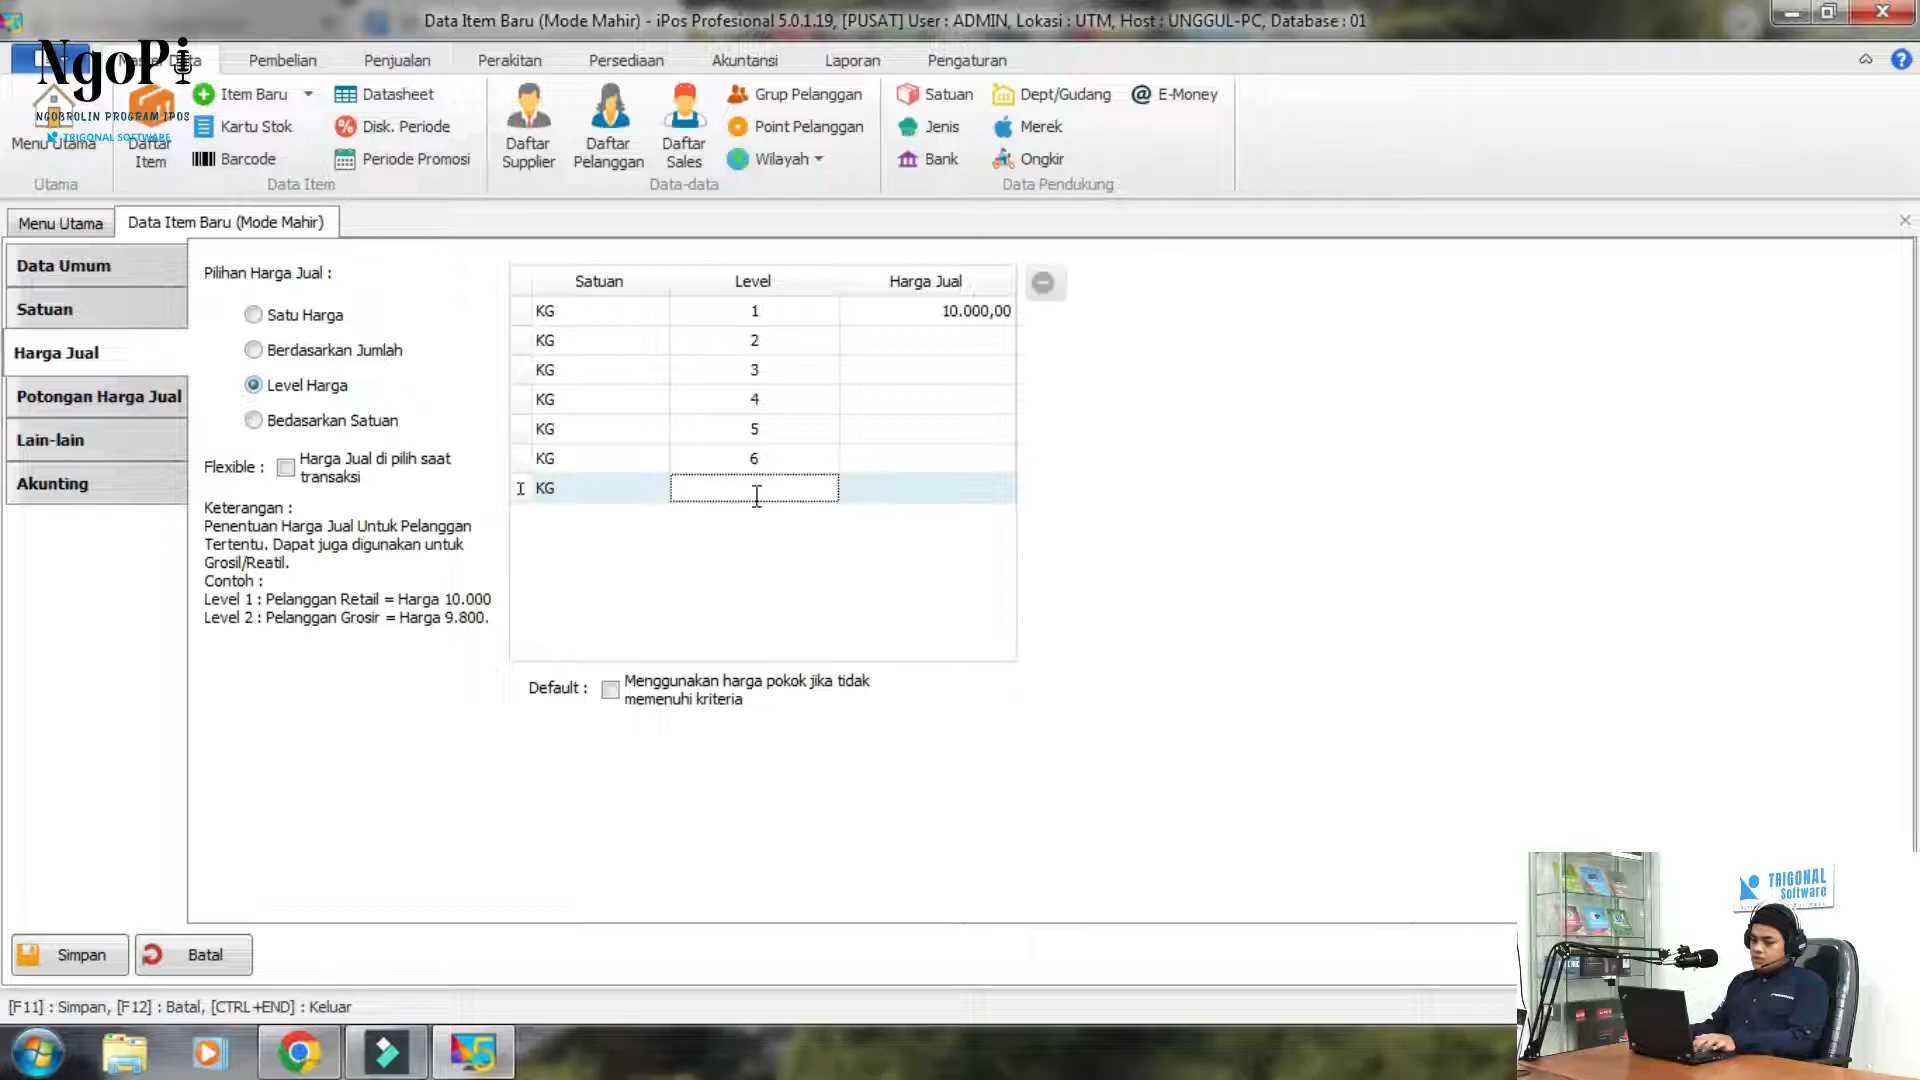 Data Item Baru (Mode Mahir) - iPos Profesional 5.0.1.19, [PUSAT] User : ADMIN, Lokasi : UTM, Host : UNGGUL-PC, Database : 01
NgoPi
NGOBROLIN PROGRAM IPOS
TRIGONAL SOFTWARE
Pembelian
Penjualan
Perakitan
Persediaan
Akuntansi
Laporan
Pengaturan
Menu Utama
Utama
Daftar Item
Item Baru
Kartu Stok
Barcode
Datasheet
Disk. Periode
Periode Promosi
Data Item
Daftar Supplier
Daftar Pelanggan
Daftar Sales
Grup Pelanggan
Point Pelanggan
Wilayah
Data-data
Satuan
Jenis
Bank
Dept/Gudang
Merek
Ongkir
E-Money
Data Pendukung
Menu Utama
Data Item Baru (Mode Mahir)
Data Umum
Satuan
Harga Jual
Potongan Harga Jual
Lain-lain
Akunting
Pilihan Harga Jual :
Satu Harga
Berdasarkan Jumlah
Level Harga
Bedasarkan Satuan
Flexible :
Harga Jual di pilih saat
transaksi
Keterangan :
Penentuan Harga Jual Untuk Pelanggan
Tertentu. Dapat juga digunakan untuk
Grosil/Reatil.
Contoh :
Level 1 : Pelanggan Retail = Harga 10.000
Level 2 : Pelanggan Grosir = Harga 9.800.
Satuan Level Harga Jual
KG 1 10.000,00
KG 2
KG 3
KG 4
KG 5
KG 6
KG
Default :
Menggunakan harga pokok jika tidak
memenuhi kriteria
Simpan
Batal
[F11] : Simpan, [F12] : Batal, [CTRL+END] : Keluar
TRIGONAL
Software